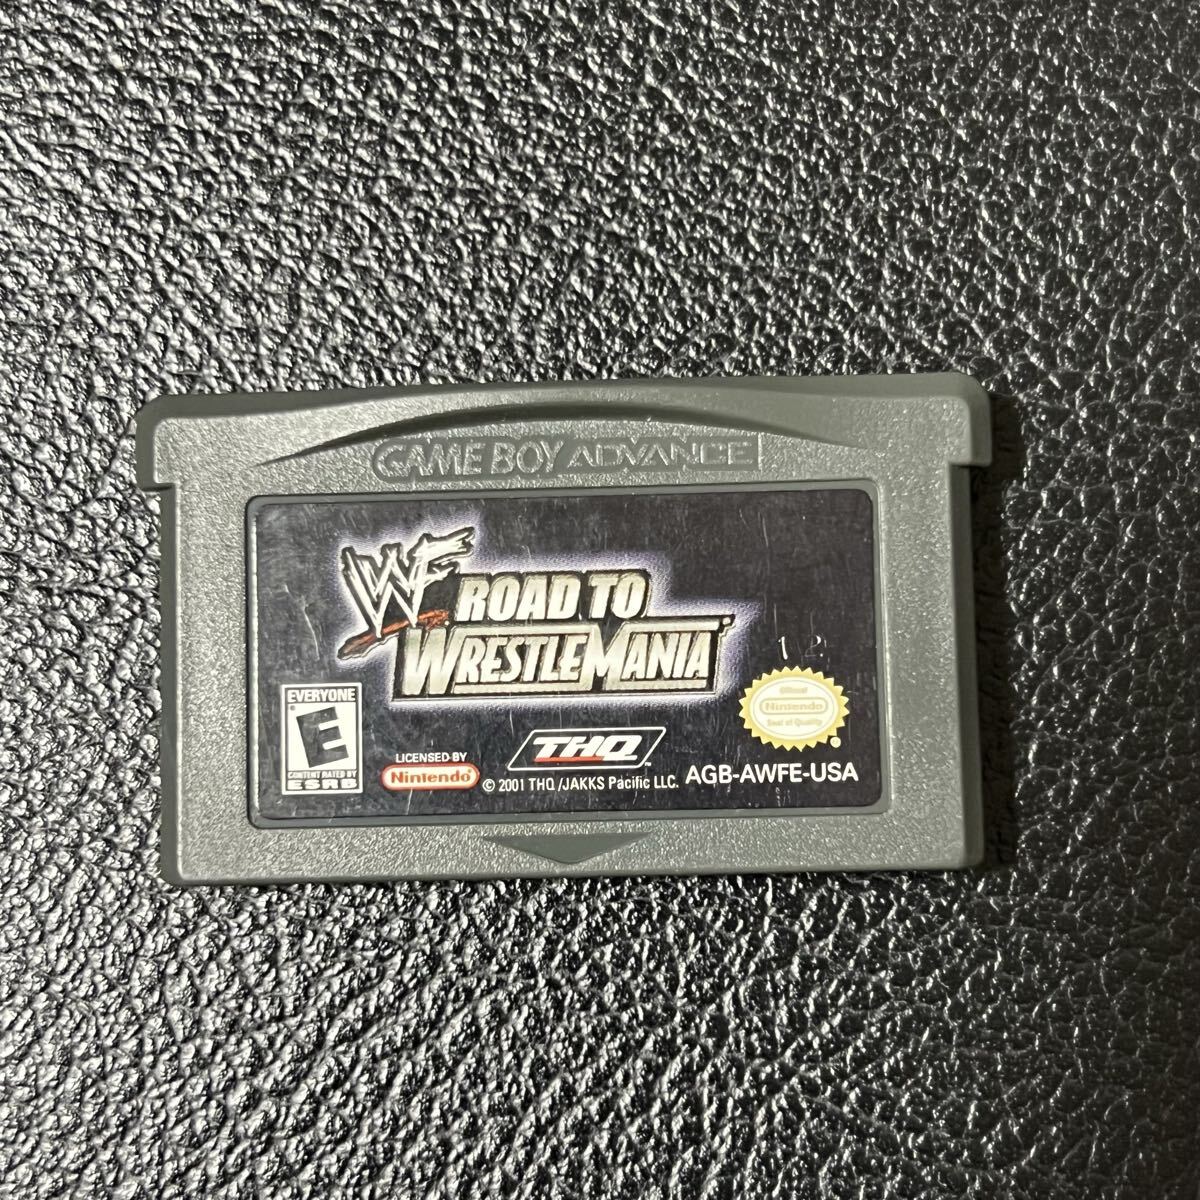 GAME BOY ADVANCE
WF ROAD TO
WRESTLEMANIA
12
EVERYONE
E
CONTENT RATED BY
ESRB
LICENSED BY
Nintendo
THQ
© 2001 THQ/JAKKS Pacific LLC.
Official
Nintendo
Seal of Quality
AGB-AWFE-USA